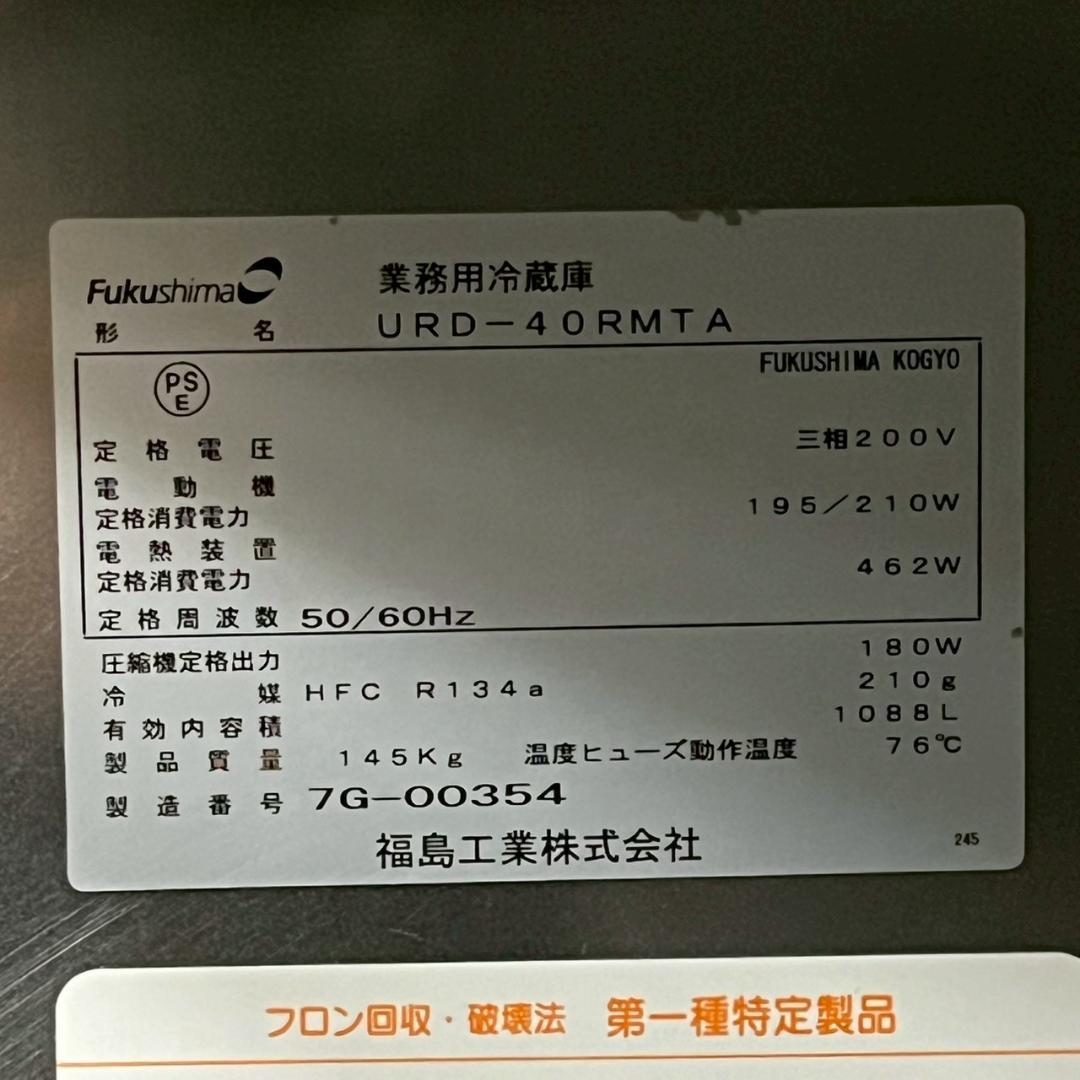 Fukushima 業務用冷蔵庫
形名 URD-40RMTA
PS E FUKUSHIMA KOGYO
定格電圧 三相200V
電動機
定格消費電力 195/210W
電熱装置
定格消費電力 462W
定格周波数 50/60Hz
圧縮機定格出力 180W
冷媒 HFC R134a 210g
有効内容積 1088L
製品質量 145Kg 温度ヒューズ動作温度 76℃
製造番号 7G-00354
福島工業株式会社 245
フロン回収・破壊法 第一種特定製品